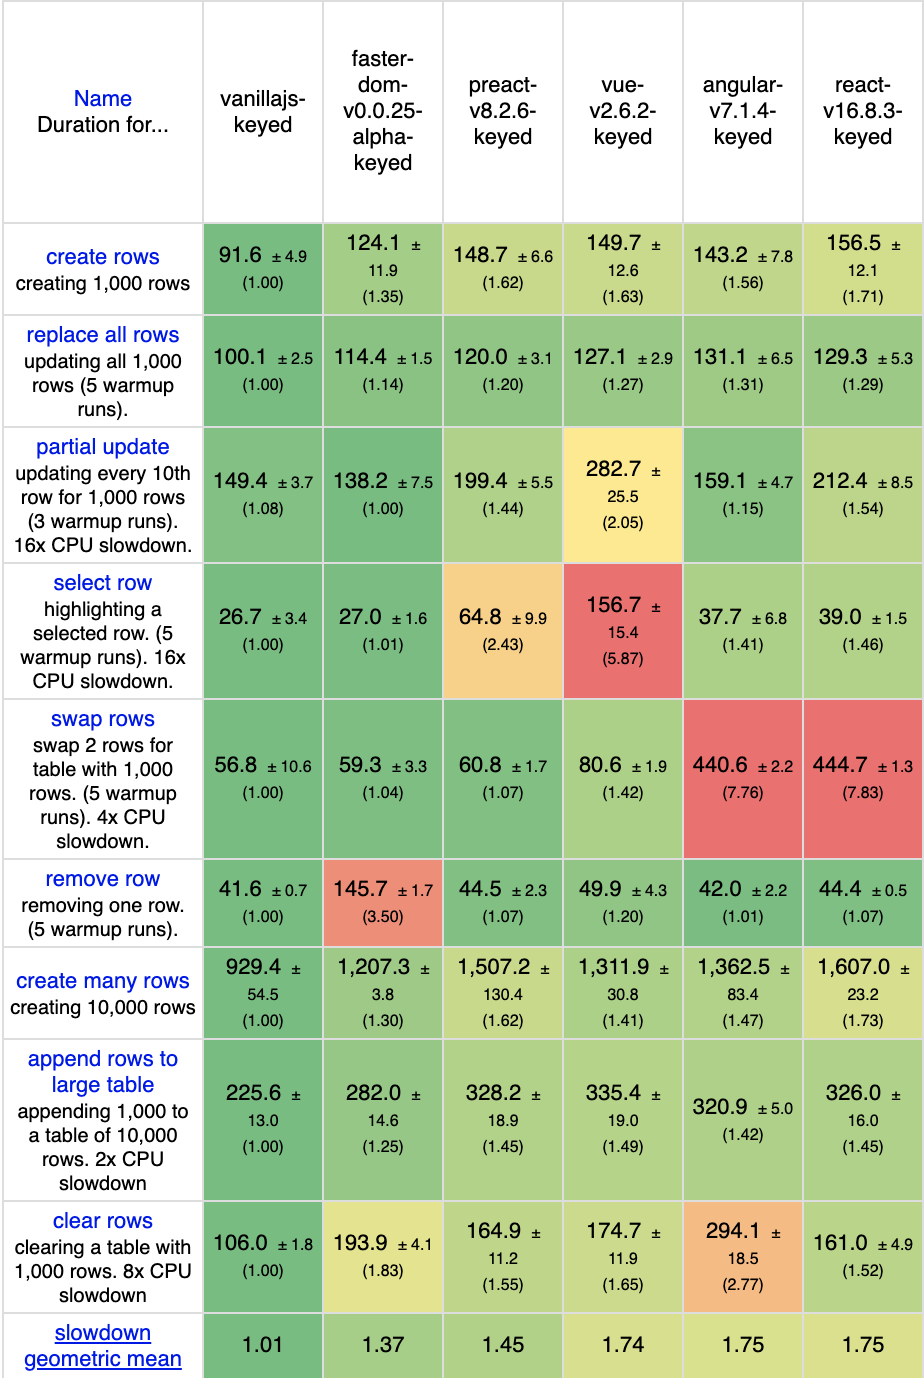 Name
Duration for...
vanillajs-
keyed
faster-
dom-
v0.0.25-
alpha-
keyed
preact-
v8.2.6-
keyed
vue-
v2.6.2-
keyed
angular-
v7.1.4-
keyed
react-
v16.8.3-
keyed
create rows
creating 1,000 rows
91.6 ± 4.9
(1.00)
124.1 ±
11.9
(1.35)
148.7 ± 6.6
(1.62)
149.7 ±
12.6
(1.63)
143.2 ± 7.8
(1.56)
156.5 ±
12.1
(1.71)
replace all rows
updating all 1,000
rows (5 warmup
runs).
100.1 ± 2.5
(1.00)
114.4 ± 1.5
(1.14)
120.0 ± 3.1
(1.20)
127.1 ± 2.9
(1.27)
131.1 ± 6.5
(1.31)
129.3 ± 5.3
(1.29)
partial update
updating every 10th
row for 1,000 rows
(3 warmup runs).
16x CPU slowdown.
149.4 ± 3.7
(1.08)
138.2 ± 7.5
(1.00)
199.4 ± 5.5
(1.44)
282.7 ±
25.5
(2.05)
159.1 ± 4.7
(1.15)
212.4 ± 8.5
(1.54)
select row
highlighting a
selected row. (5
warmup runs). 16x
CPU slowdown.
26.7 ± 3.4
(1.00)
27.0 ± 1.6
(1.01)
64.8 ± 9.9
(2.43)
156.7 ±
15.4
(5.87)
37.7 ± 6.8
(1.41)
39.0 ± 1.5
(1.46)
swap rows
swap 2 rows for
table with 1,000
rows. (5 warmup
runs). 4x CPU
slowdown.
56.8 ± 10.6
(1.00)
59.3 ± 3.3
(1.04)
60.8 ± 1.7
(1.07)
80.6 ± 1.9
(1.42)
440.6 ± 2.2
(7.76)
444.7 ± 1.3
(7.83)
remove row
removing one row.
(5 warmup runs).
41.6 ± 0.7
(1.00)
145.7 ± 1.7
(3.50)
44.5 ± 2.3
(1.07)
49.9 ± 4.3
(1.20)
42.0 ± 2.2
(1.01)
44.4 ± 0.5
(1.07)
create many rows
creating 10,000 rows
929.4 ±
54.5
(1.00)
1,207.3 ±
3.8
(1.30)
1,507.2 ±
130.4
(1.62)
1,311.9 ±
30.8
(1.41)
1,362.5 ±
83.4
(1.47)
1,607.0 ±
23.2
(1.73)
append rows to
large table
appending 1,000 to
a table of 10,000
rows. 2x CPU
slowdown
225.6 ±
13.0
(1.00)
282.0 ±
14.6
(1.25)
328.2 ±
18.9
(1.45)
335.4 ±
19.0
(1.49)
320.9 ± 5.0
(1.42)
326.0 ±
16.0
(1.45)
clear rows
clearing a table with
1,000 rows. 8x CPU
slowdown
106.0 ± 1.8
(1.00)
193.9 ± 4.1
(1.83)
164.9 ±
11.2
(1.55)
174.7 ±
11.9
(1.65)
294.1 ±
18.5
(2.77)
161.0 ± 4.9
(1.52)
slowdown
geometric mean
1.01
1.37
1.45
1.74
1.75
1.75